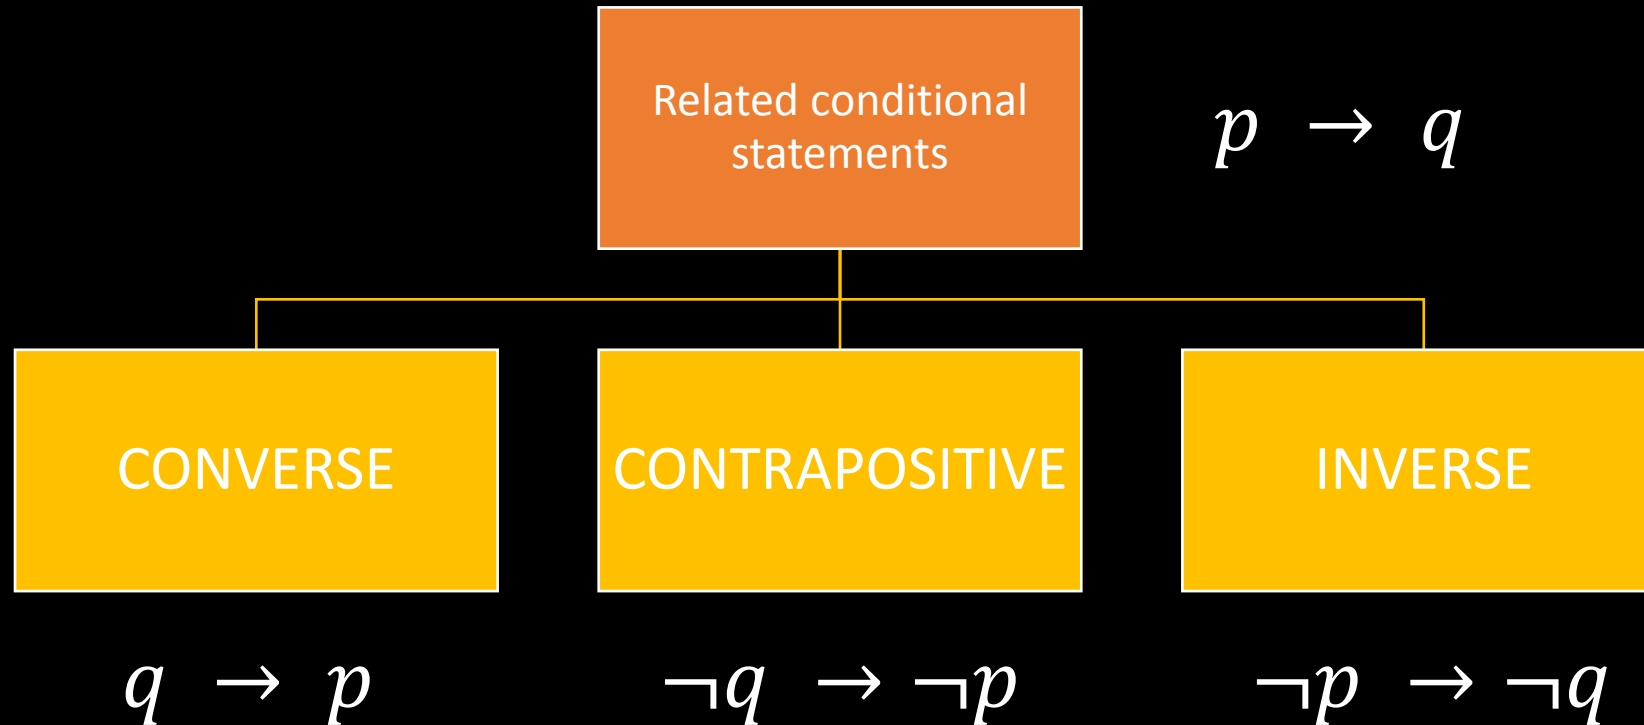 Related conditional
statements
p → q
CONVERSE
CONTRAPOSITIVE
INVERSE
q → p
¬q → ¬p
¬p → ¬q